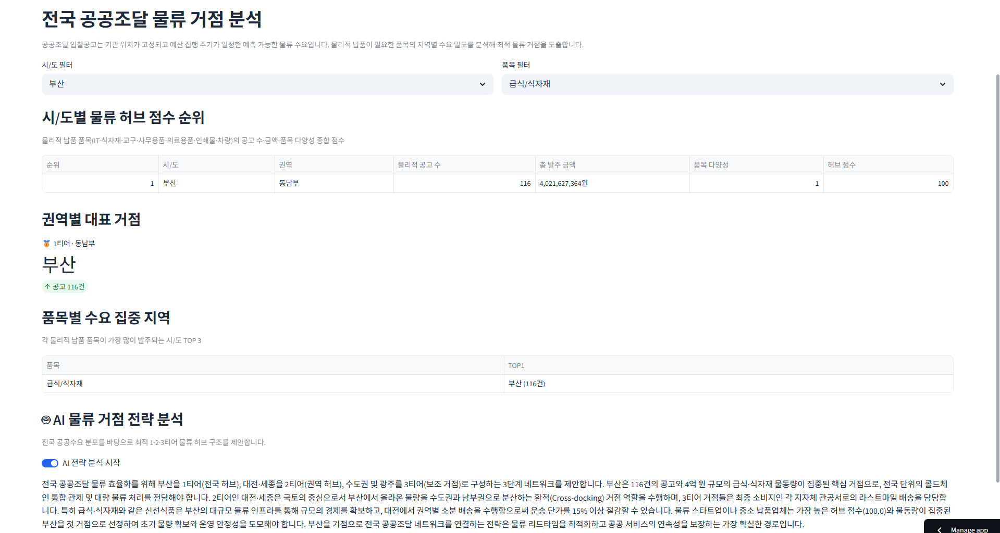 전국 공공조달 물류 거점 분석
공공조달 입찰공고는 기관 위치가 고정되고 예산 집행 주기가 일정한 예측 가능한 물류 수요입니다. 물리적 납품이 필요한 품목의 지역별 수요 밀도를 분석해 최적 물류 거점을 도출합니다.
시/도 필터
품목 필터
부산
급식/식자재
시/도별 물류 허브 점수 순위
물리적 납품 품목(IT·식자재·교구·사무용품·의료용품·인쇄물·차량)의 공고 수·금액·품목 다양성 종합 점수
순위 시/도 권역 물리적 공고 수 총 발주 금액 품목 다양성 허브 점수
1 부산 동남부 116 4,021,627,364원 1 100
권역별 대표 거점
🏅 1티어 · 동남부
부산
↑ 공고 116건
품목별 수요 집중 지역
각 물리적 납품 품목이 가장 많이 발주되는 시/도 TOP 3
품목 TOP1
급식/식자재 부산 (116건)
AI 물류 거점 전략 분석
전국 공공수요 분포를 바탕으로 최적 1·2·3티어 물류 허브 구조를 제안합니다.
AI 전략 분석 시작
전국 공공조달 물류 효율화를 위해 부산을 1티어(전국 허브), 대전·세종을 2티어(권역 허브), 수도권 및 광주를 3티어(보조 거점)로 구성하는 3단계 네트워크를 제안합니다. 부산은 116건의 공고와 4억 원 규모의 급식·식자재 물동량이 집중된 핵심 거점으로, 전국 단위의 콜드체
인 통합 관제 및 대량 물류 처리를 전담해야 합니다. 2티어인 대전·세종은 국토의 중심으로서 부산에서 올라온 물량을 수도권과 남부권으로 분산하는 환적(Cross-docking) 거점 역할을 수행하며, 3티어 거점들은 최종 소비지인 각 지자체 관공서로의 라스트마일 배송을 담당합
니다. 특히 급식·식자재와 같은 신선식품은 부산의 대규모 물류 인프라를 통해 규모의 경제를 확보하고, 대전에서 권역별 소분 배송을 수행함으로써 운송 단가를 15% 이상 절감할 수 있습니다. 물류 스타트업이나 중소 납품업체는 가장 높은 허브 점수(100.0)와 물동량이 집중된
부산을 첫 거점으로 선정하여 초기 물량 확보와 운영 안정성을 도모해야 합니다. 부산을 기점으로 전국 공공조달 네트워크를 연결하는 전략은 물류 리드타임을 최적화하고 공공 서비스의 연속성을 보장하는 가장 확실한 경로입니다.
Manage app